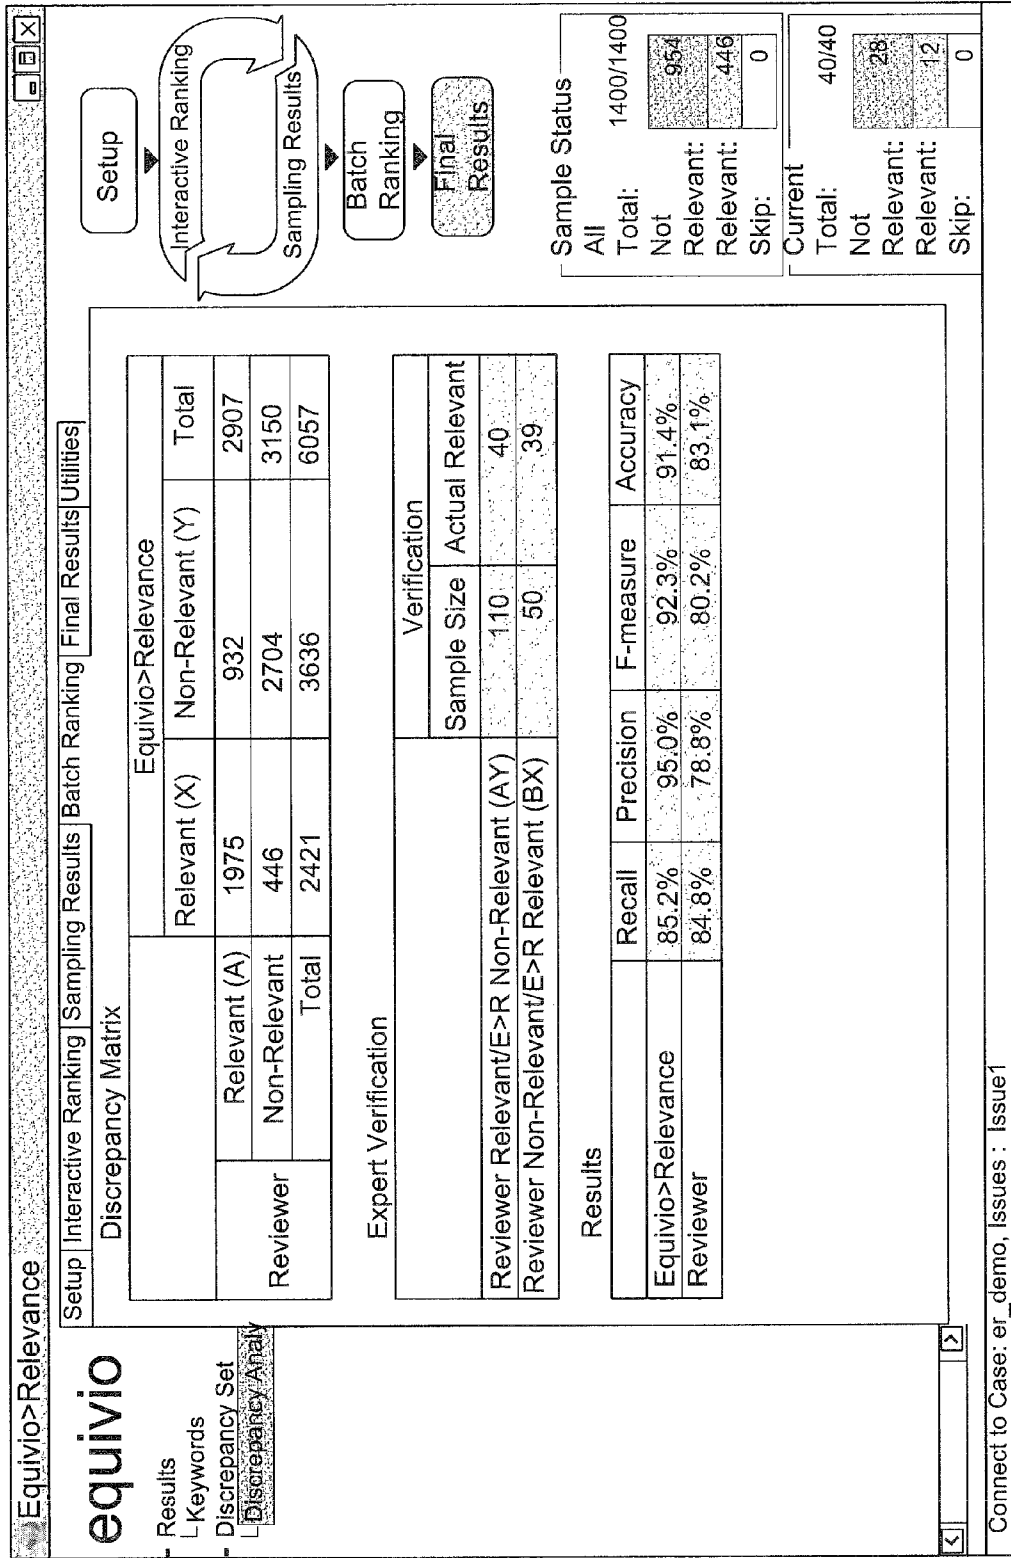 Equivio>Relevance
equivio
- Results
Keywords
- Discrepancy Set
Discrepancy Analy
Setup Interactive Ranking Sampling Results Batch Ranking Final Results Utilities
Discrepancy Matrix
Equivio>Relevance
Relevant (X) Non-Relevant (Y) Total
Reviewer
Relevant (A) 1975 932 2907
Non-Relevant 446 2704 3150
Total 2421 3636 6057
Expert Verification
Verification
Sample Size Actual Relevant
Reviewer Relevant/E>R Non-Relevant (AY) 110 40
Reviewer Non-Relevant/E>R Relevant (BX) 50 39
Results
Recall Precision F-measure Accuracy
Equivio>Relevance 85.2% 95.0% 92.3% 91.4%
Reviewer 84.8% 78.8% 80.2% 83.1%
Setup
Interactive Ranking
Sampling Results
Batch
Ranking
Final
Results
Sample Status
All
Total: 1400/1400
Not
Relevant: 954
Relevant: 446
Skip: 0
Current
Total: 40/40
Not
Relevant: 28
Relevant: 12
Skip: 0
Connect to Case: er_demo, Issues : Issue1